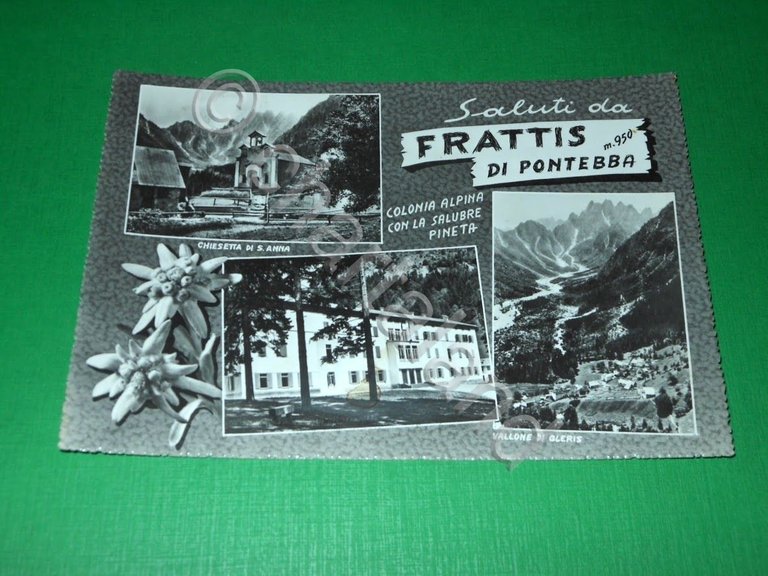 Saluti da
FRATTIS m. 950
DI PONTEBBA
COLONIA ALPINA
CON LA SALUBRE
PINETA
CHIESETTA DI S. ANNA
VALLONE DI GLERIS